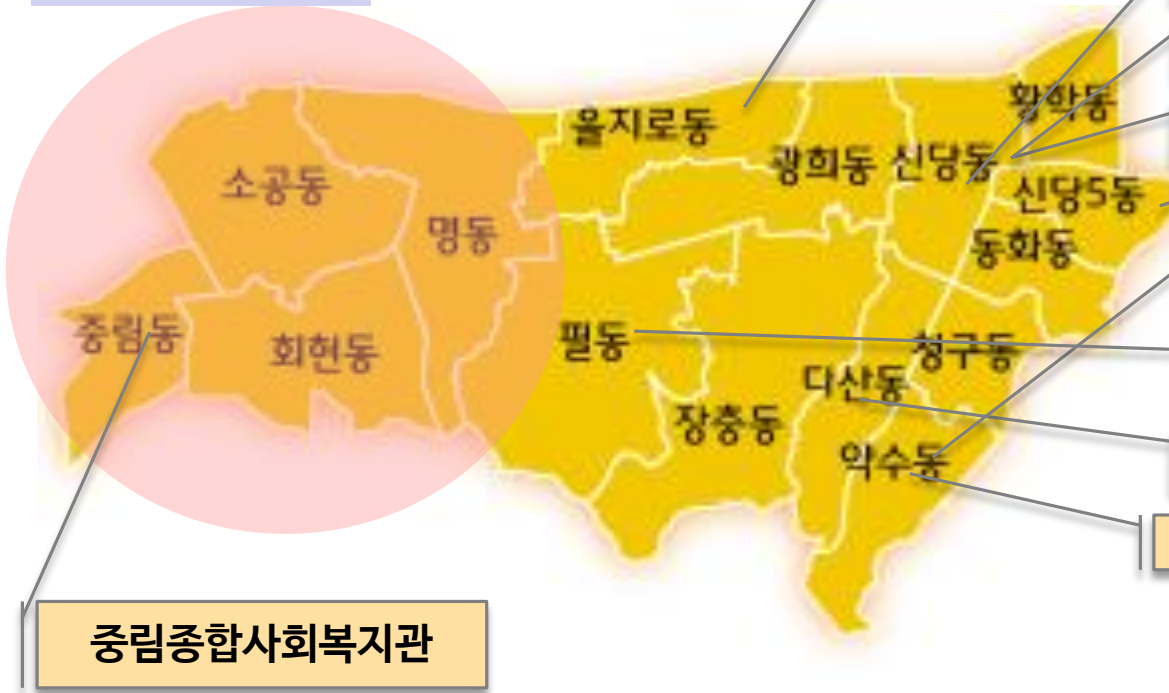 황학동
을지로동
광희동
신당동
소공동
신당5동
명동
동화동
중림동
회현동
필동
청구동
다산동
장충동
약수동
중림종합사회복지관